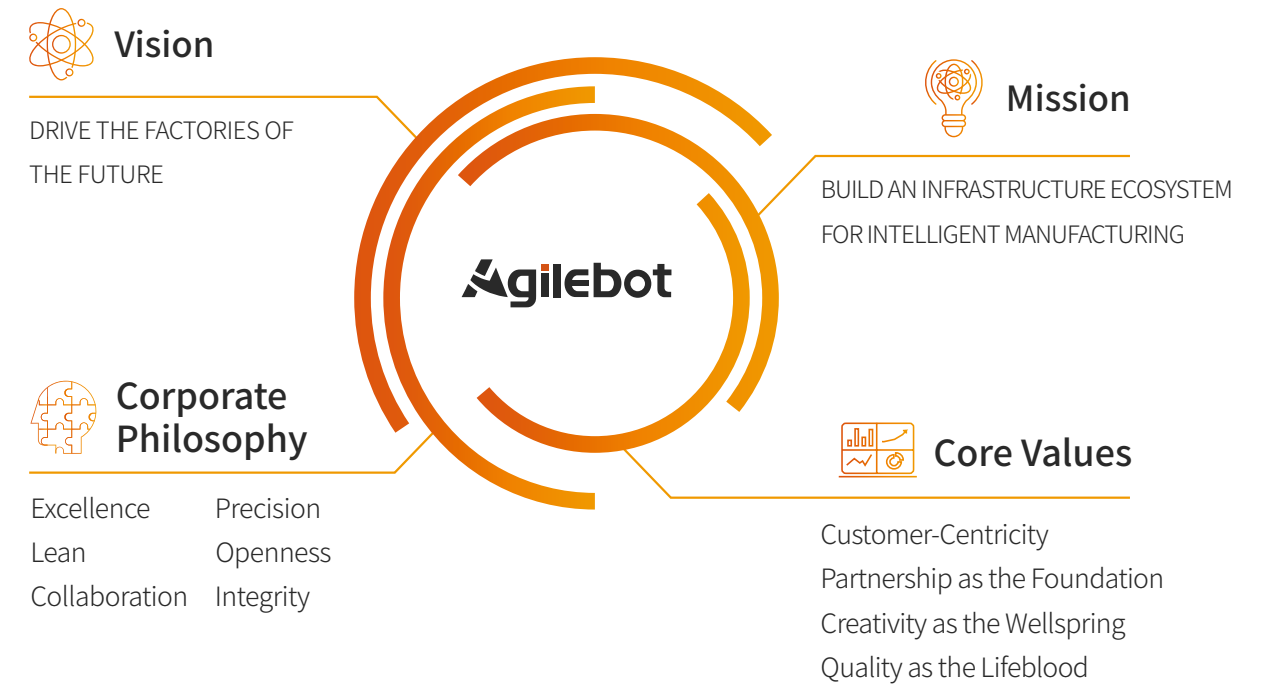 Vision
DRIVE THE FACTORIES OF
THE FUTURE
Mission
BUILD AN INFRASTRUCTURE ECOSYSTEM
FOR INTELLIGENT MANUFACTURING
Agilebot
Corporate
Philosophy
Excellence Precision
Lean Openness
Collaboration Integrity
Core Values
Customer-Centricity
Partnership as the Foundation
Creativity as the Wellspring
Quality as the Lifeblood